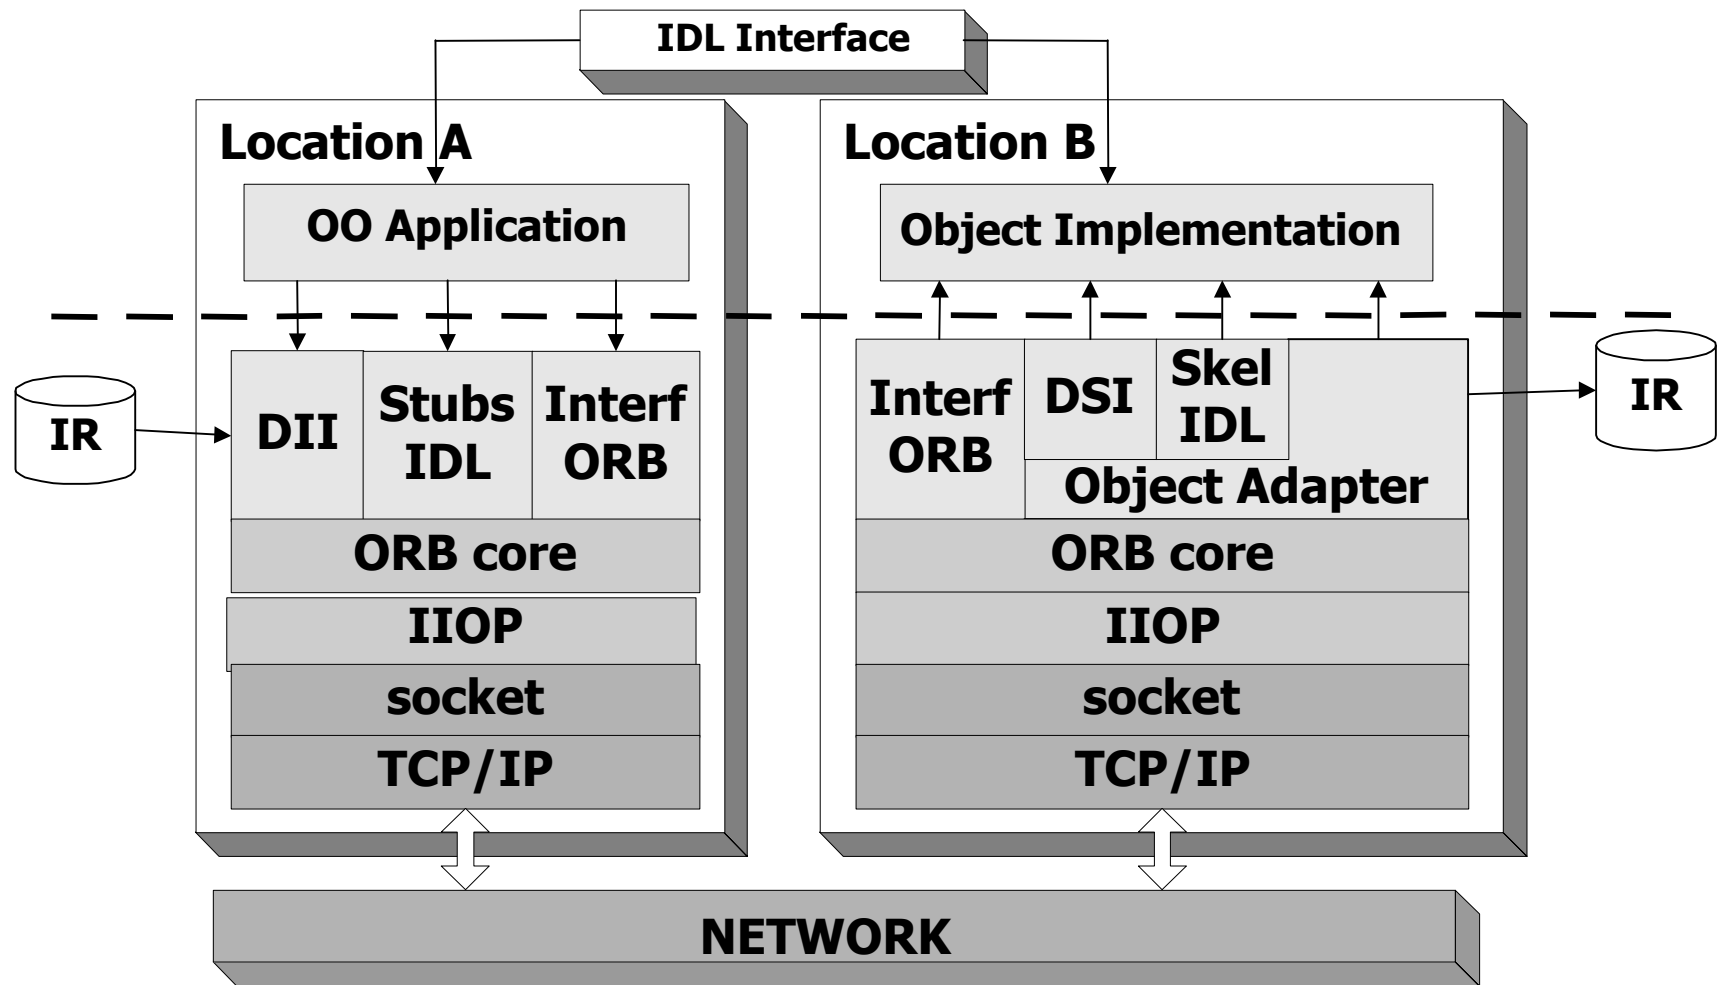 IDL Interface
Location A
OO Application
IR
DII
Stubs
IDL
Interf
ORB
ORB core
IIOP
socket
TCP/IP
Location B
Object Implementation
Interf
ORB
DSI
Skel
IDL
Object Adapter
IR
ORB core
IIOP
socket
TCP/IP
NETWORK